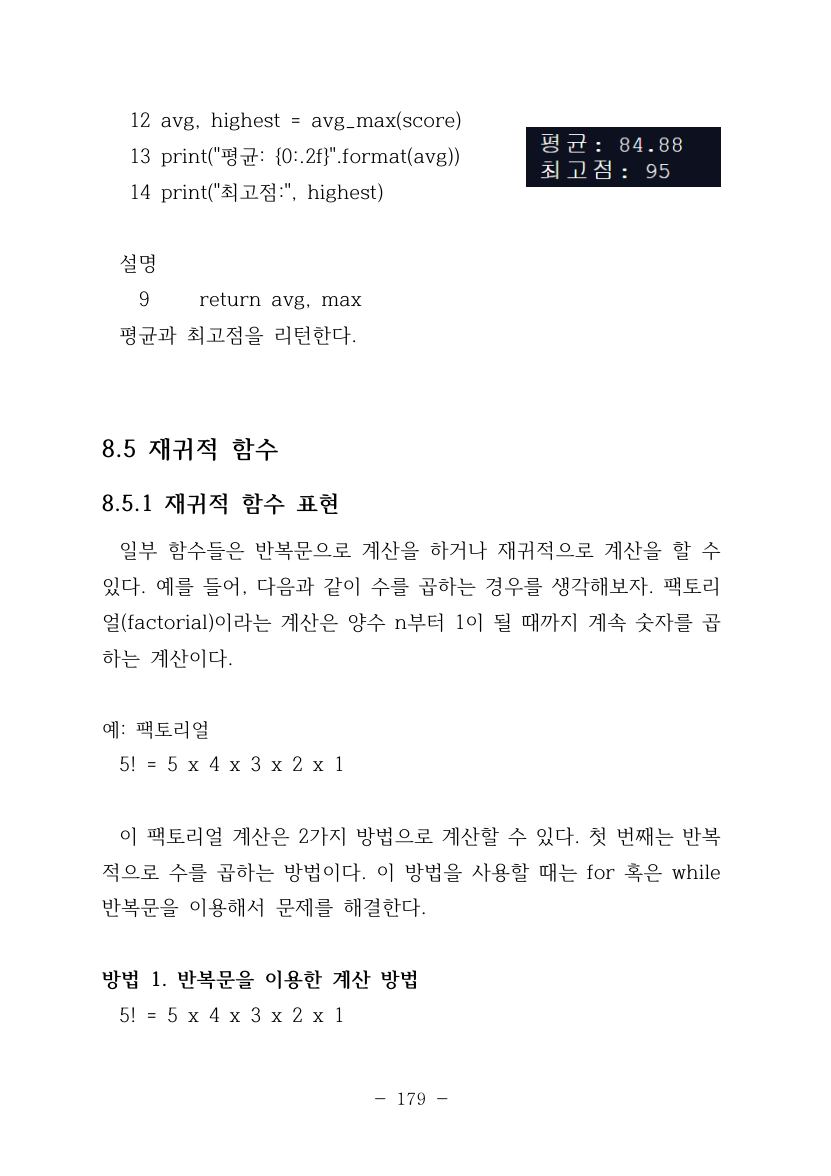 12 avg, highest = avg_max(score)
13 print("평균: {0:.2f}".format(avg))
14 print("최고점:", highest)
평균: 84.88
최고점: 95
설명
9 return avg, max
평균과 최고점을 리턴한다.
8.5 재귀적 함수
8.5.1 재귀적 함수 표현
일부 함수들은 반복문으로 계산을 하거나 재귀적으로 계산을 할 수
있다. 예를 들어, 다음과 같이 수를 곱하는 경우를 생각해보자. 팩토리
얼(factorial)이라는 계산은 양수 n부터 1이 될 때까지 계속 숫자를 곱
하는 계산이다.
예: 팩토리얼
5! = 5 x 4 x 3 x 2 x 1
이 팩토리얼 계산은 2가지 방법으로 계산할 수 있다. 첫 번째는 반복
적으로 수를 곱하는 방법이다. 이 방법을 사용할 때는 for 혹은 while
반복문을 이용해서 문제를 해결한다.
방법 1. 반복문을 이용한 계산 방법
5! = 5 x 4 x 3 x 2 x 1
- 179 -